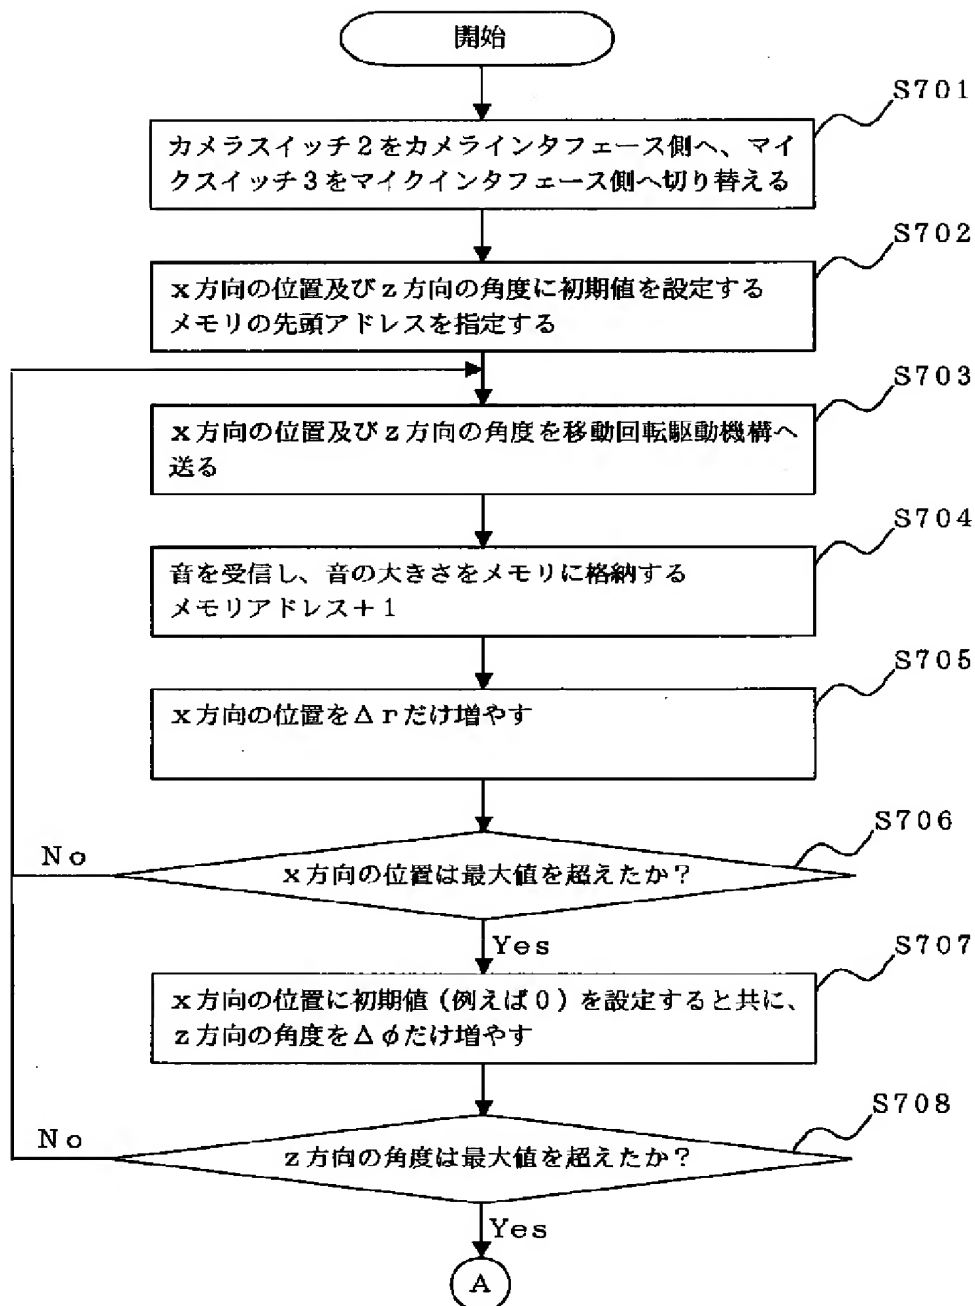 開始
S701
カメラスイッチ2をカメラインタフェース側へ、マイ
クスイッチ3をマイクインタフェース側へ切り替える
S702
x方向の位置及びz方向の角度に初期値を設定する
メモリの先頭アドレスを指定する
S703
x方向の位置及びz方向の角度を移動回転駆動機構へ
送る
S704
音を受信し、音の大きさをメモリに格納する
メモリアドレス+1
S705
x方向の位置をΔrだけ増やす
S706
No
x方向の位置は最大値を超えたか?
Yes
S707
x方向の位置に初期値(例えば0)を設定すると共に、
z方向の角度をΔφだけ増やす
S708
No
z方向の角度は最大値を超えたか?
Yes
A